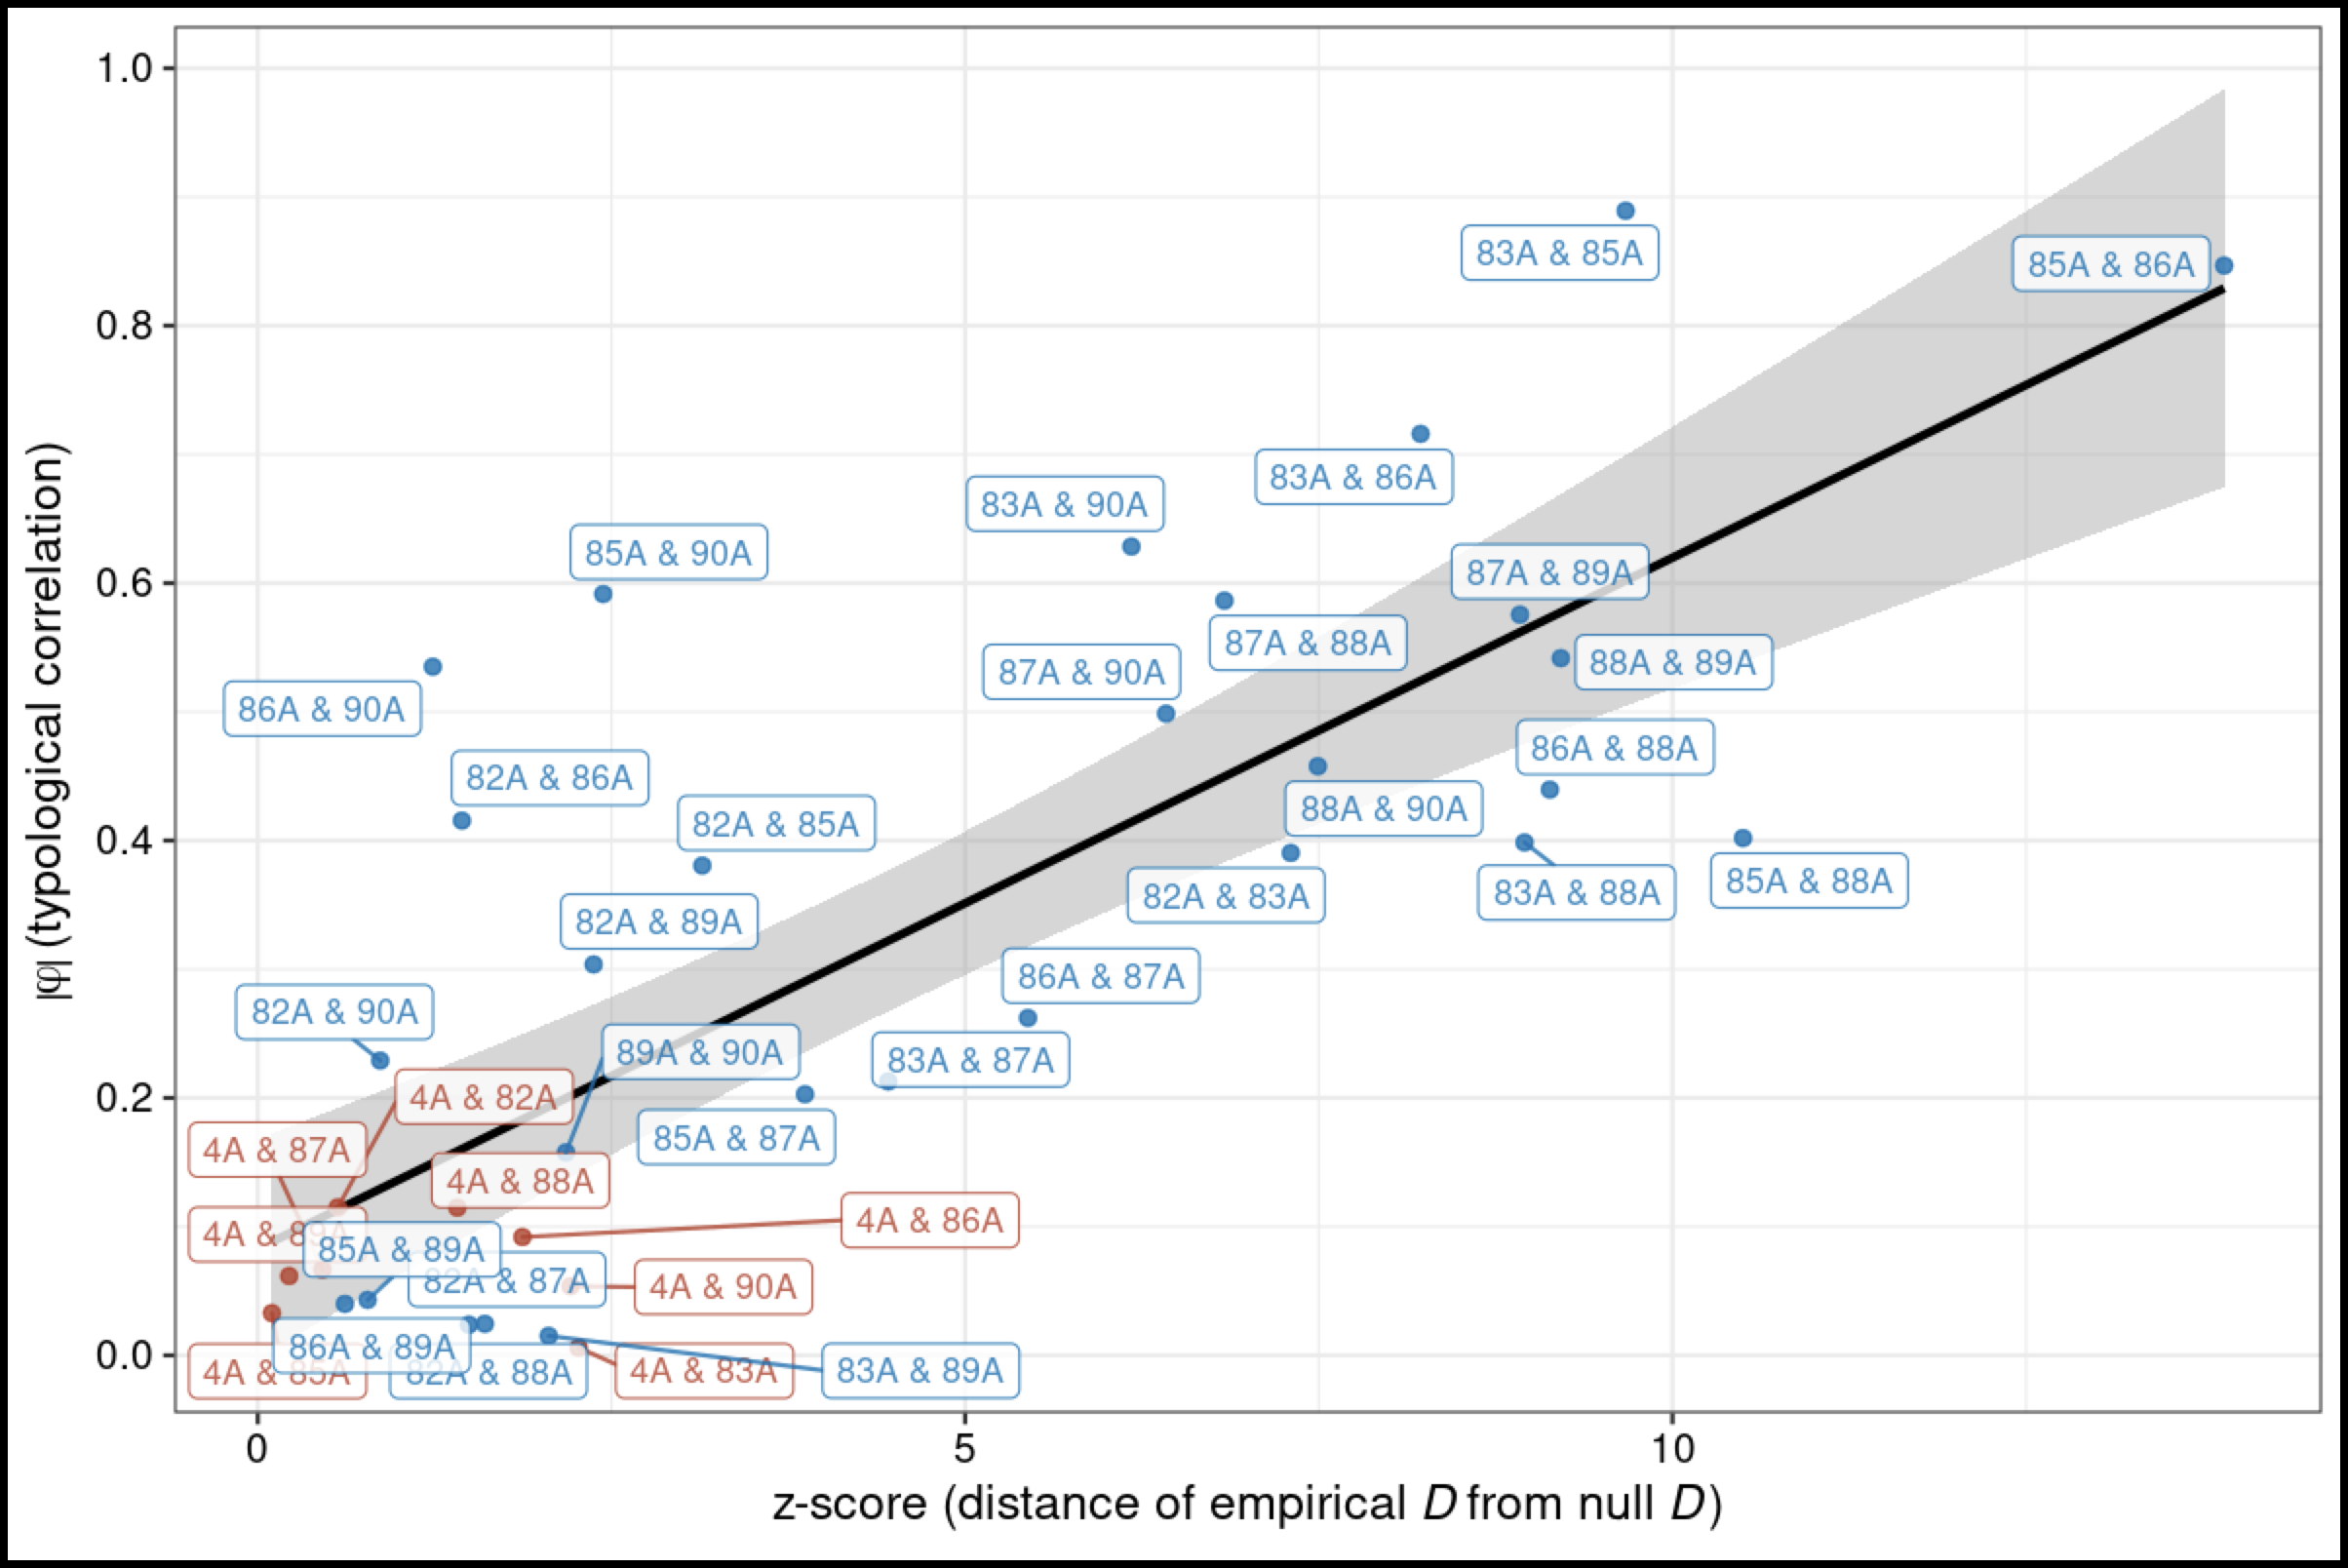 1.0
83A & 85A
85A & 86A
0.8
83A & 86A
83A & 90A
85A & 90A
0.6
87A & 89A
87A & 88A
88A & 89A
87A & 90A
86A & 90A
86A & 88A
82A & 86A
88A & 90A
82A & 85A
0.4
85A & 88A
83A & 88A
82A & 83A
82A & 89A
86A & 87A
82A & 90A
89A & 90A
83A & 87A
4A & 82A
0.2
85A & 87A
4A & 87A
4A & 88A
4A & 86A
4A & 89A
85A & 89A
82A & 87A
4A & 90A
86A & 89A
0.0
4A & 85A
82A & 88A
4A & 83A
83A & 89A
0
5
10
|φ| (typological correlation)
z-score (distance of empirical D from null D)